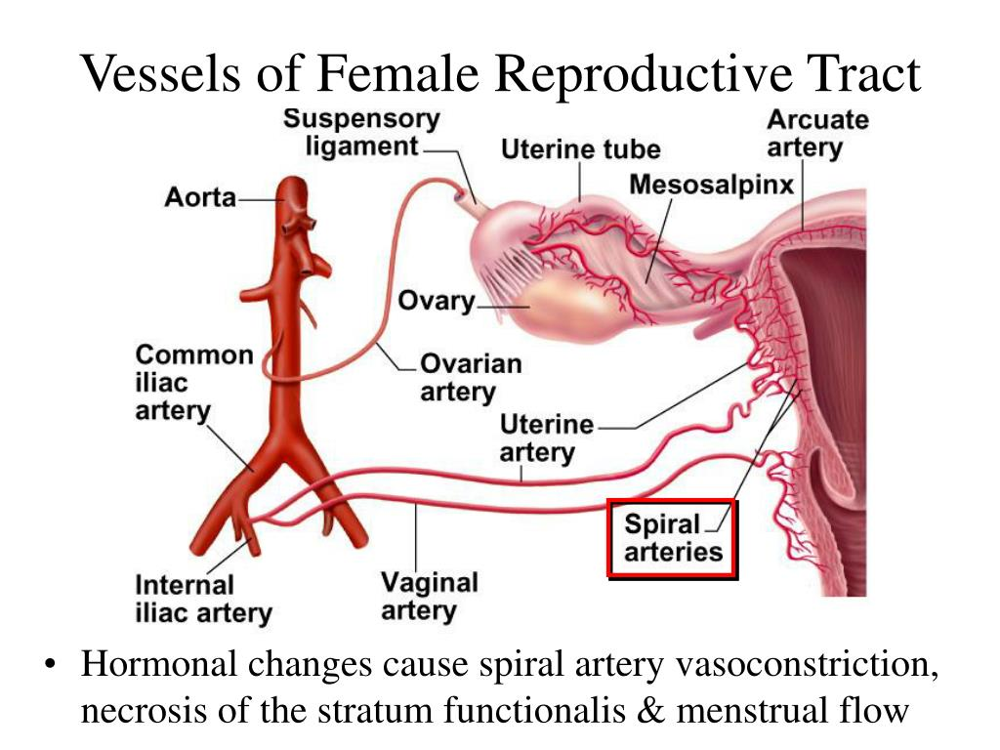 Vessels of Female Reproductive Tract
Suspensory
ligament
Uterine tube
Arcuate
artery
Aorta
Mesosalpinx
Ovary
Common
iliac
artery
Ovarian
artery
Uterine
artery
Spiral
arteries
Internal
iliac artery
Vaginal
artery
• Hormonal changes cause spiral artery vasoconstriction,
necrosis of the stratum functionalis & menstrual flow